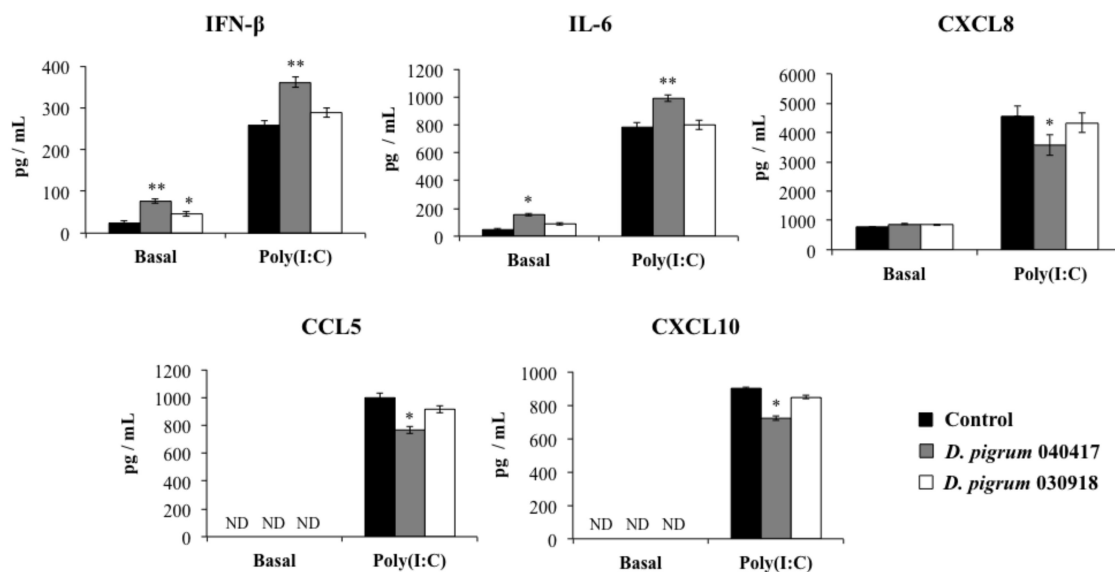 IFN-β
IL-6
CXCL8
pg / mL
400
300
200
100
0
**
*
**
Basal
Poly(I:C)
pg / mL
1200
1000
800
600
400
200
0
*
**
Basal
Poly(I:C)
pg / mL
6000
5000
4000
3000
2000
1000
0
*
Basal
Poly(I:C)
CCL5
CXCL10
pg / mL
1200
1000
800
600
400
200
0
ND ND ND
*
Basal
Poly(I:C)
pg / mL
1000
800
600
400
200
0
ND ND ND
*
Basal
Poly(I:C)
Control
D. pigrum 040417
D. pigrum 030918